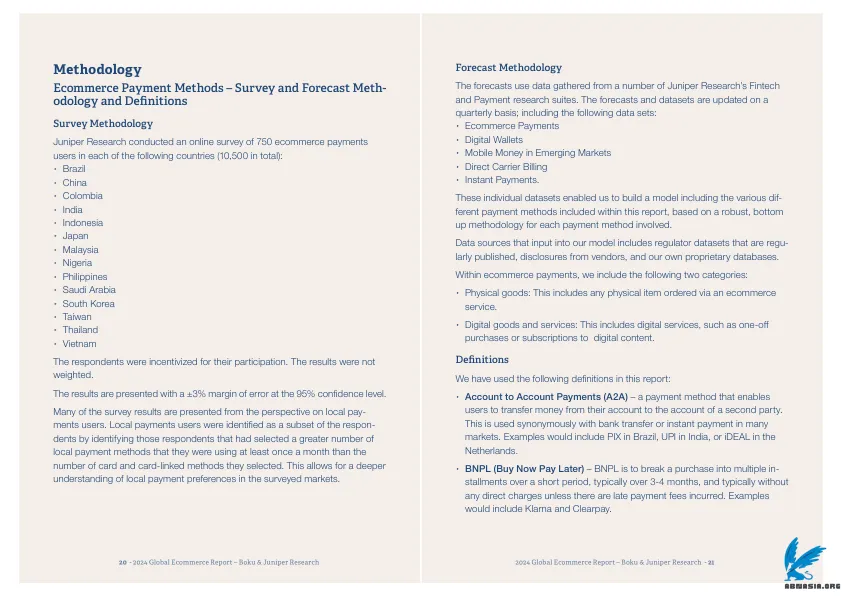 Methodology
Ecommerce Payment Methods – Survey and Forecast Meth-
odology and Definitions
Survey Methodology
Juniper Research conducted an online survey of 750 ecommerce payments
users in each of the following countries (10,500 in total):
• Brazil
• China
• Colombia
• India
• Indonesia
• Japan
• Malaysia
• Nigeria
• Philippines
• Saudi Arabia
• South Korea
• Taiwan
• Thailand
• Vietnam
The respondents were incentivized for their participation. The results were not
weighted.
The results are presented with a ±3% margin of error at the 95% confidence level.
Many of the survey results are presented from the perspective on local pay-
ments users. Local payments users were identified as a subset of the respon-
dents by identifying those respondents that had selected a greater number of
local payment methods that they were using at least once a month than the
number of card and card-linked methods they selected. This allows for a deeper
understanding of local payment preferences in the surveyed markets.
20 - 2024 Global Ecommerce Report – Boku & Juniper Research
Forecast Methodology
The forecasts use data gathered from a number of Juniper Research's Fintech
and Payment research suites. The forecasts and datasets are updated on a
quarterly basis; including the following data sets:
• Ecommerce Payments
• Digital Wallets
• Mobile Money in Emerging Markets
• Direct Carrier Billing
• Instant Payments.
These individual datasets enabled us to build a model including the various dif-
ferent payment methods included within this report, based on a robust, bottom
up methodology for each payment method involved.
Data sources that input into our model includes regulator datasets that are regu-
larly published, disclosures from vendors, and our own proprietary databases.
Within ecommerce payments, we include the following two categories:
• Physical goods: This includes any physical item ordered via an ecommerce
service.
• Digital goods and services: This includes digital services, such as one-off
purchases or subscriptions to digital content.
Definitions
We have used the following definitions in this report:
• Account to Account Payments (A2A) – a payment method that enables
users to transfer money from their account to the account of a second party.
This is used synonymously with bank transfer or instant payment in many
markets. Examples would include PIX in Brazil, UPI in India, or iDEAL in the
Netherlands.
• BNPL (Buy Now Pay Later) – BNPL is to break a purchase into multiple in-
stallments over a short period, typically over 3-4 months, and typically without
any direct charges unless there are late payment fees incurred. Examples
would include Klarna and Clearpay.
2024 Global Ecommerce Report – Boku & Juniper Research - 21
ABMASIA.ORG